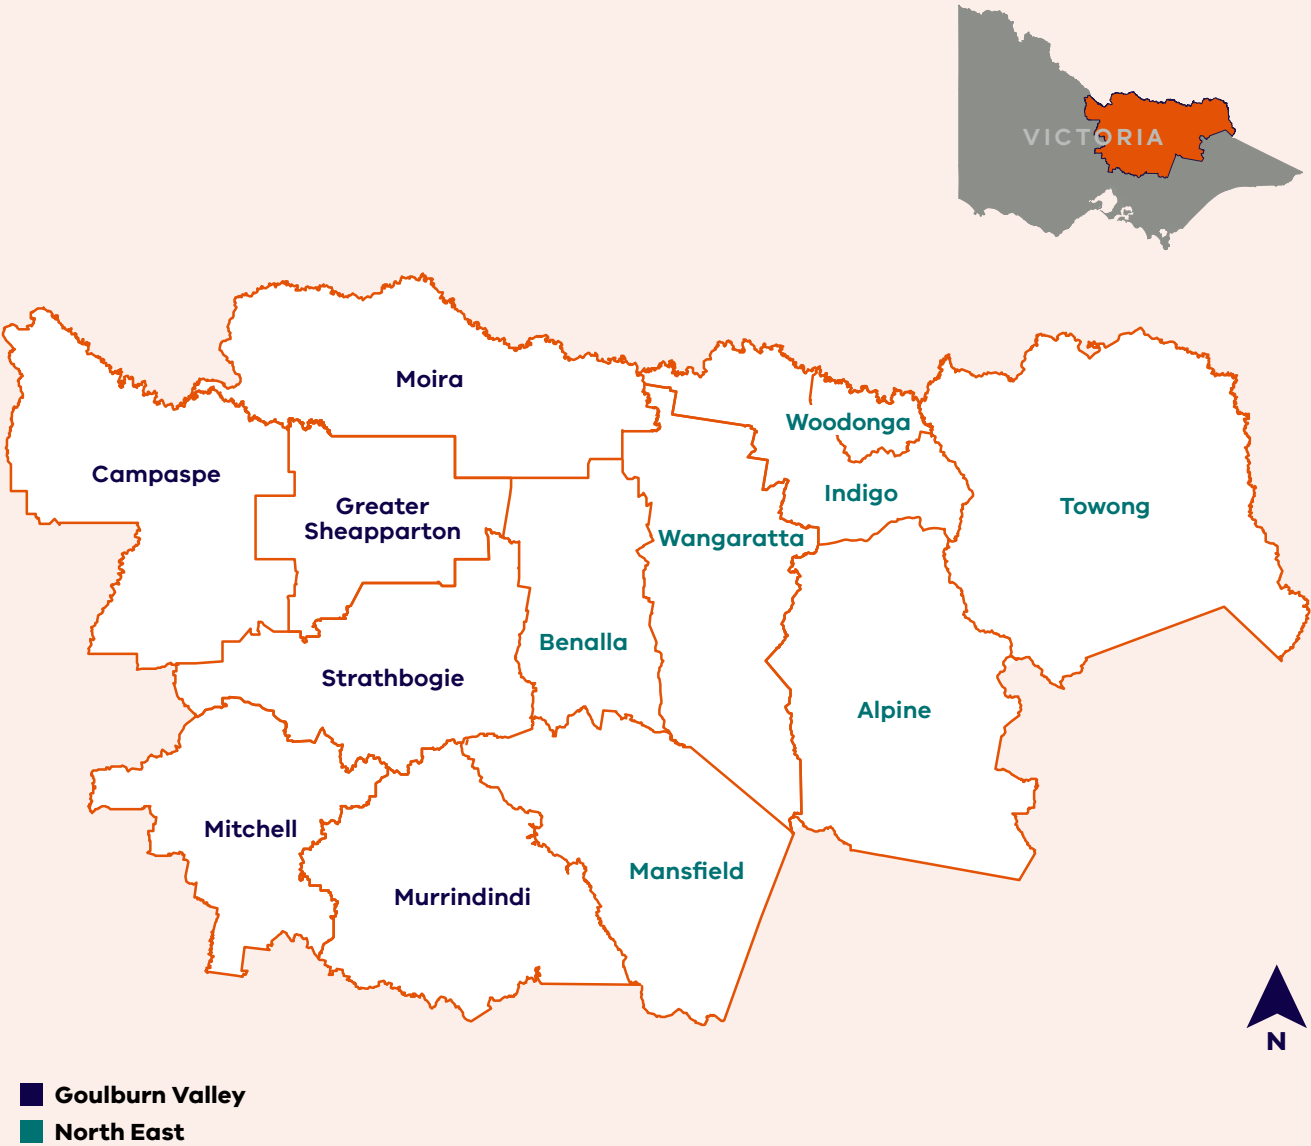 VICTORIA
Moira
Woodonga
Campaspe
Indigo
Greater
Sheapparton
Towong
Wangaratta
Benalla
Strathbogie
Alpine
Mitchell
Mansfield
Murrindindi
N
Goulburn Valley
North East